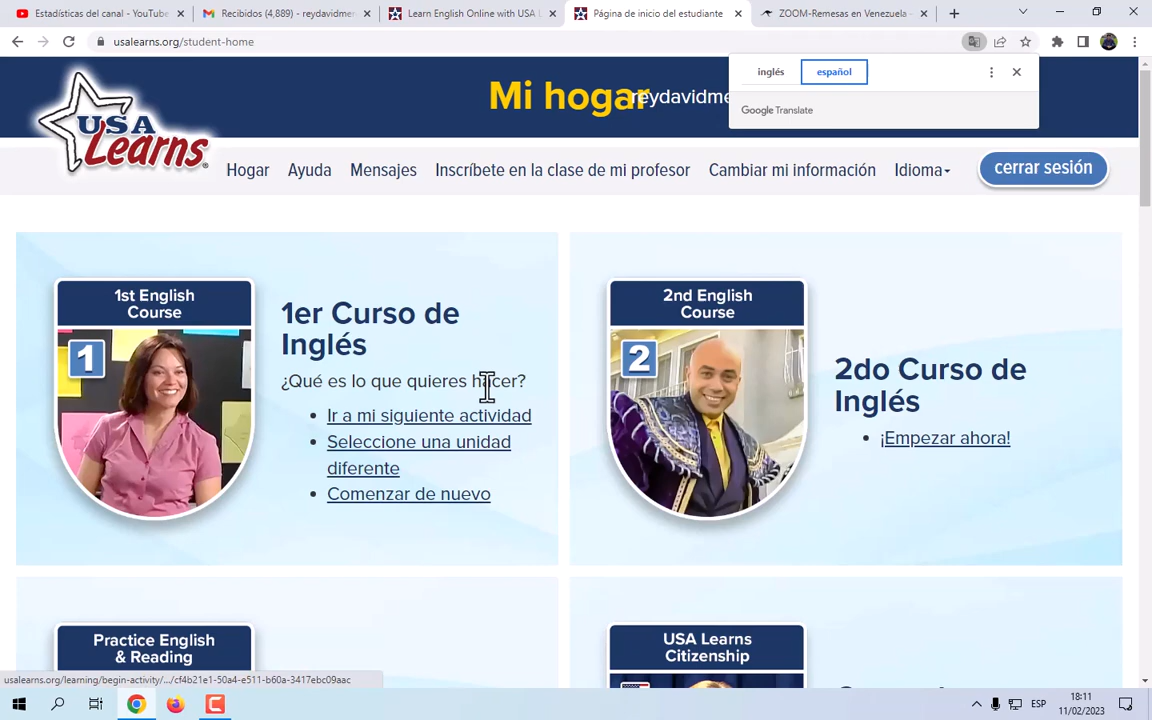 Estadísticas del canal - YouTube
Recibidos (4,889) - reydavidmer
Learn English Online with USA L
Página de inicio del estudiante
ZOOM-Remesas en Venezuela -
usalearns.org/student-home
inglés
español
Google Translate
USA Learns
Mi hogar
reydavidme
Hogar
Ayuda
Mensajes
Inscríbete en la clase de mi profesor
Cambiar mi información
Idioma
cerrar sesión
1st English
Course
1
1er Curso de
Inglés
¿Qué es lo que quieres hacer?
Ir a mi siguiente actividad
Seleccione una unidad
diferente
Comenzar de nuevo
2nd English
Course
2
2do Curso de
Inglés
¡Empezar ahora!
Practice English
& Reading
USA Learns
Citizenship
usalearns.org/learning/begin-activity/.../cf4b21e1-50a4-e511-b60a-3417ebc09aac
ESP
18:11
11/02/2023